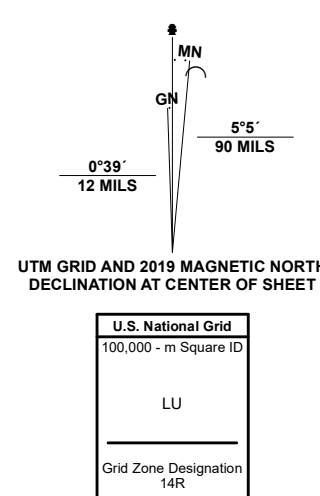 MN
GN
5°5´
90 MILS
0°39´
12 MILS
UTM GRID AND 2019 MAGNETIC NORTH
DECLINATION AT CENTER OF SHEET
U.S. National Grid
100,000 - m Square ID
LU
Grid Zone Designation
14R